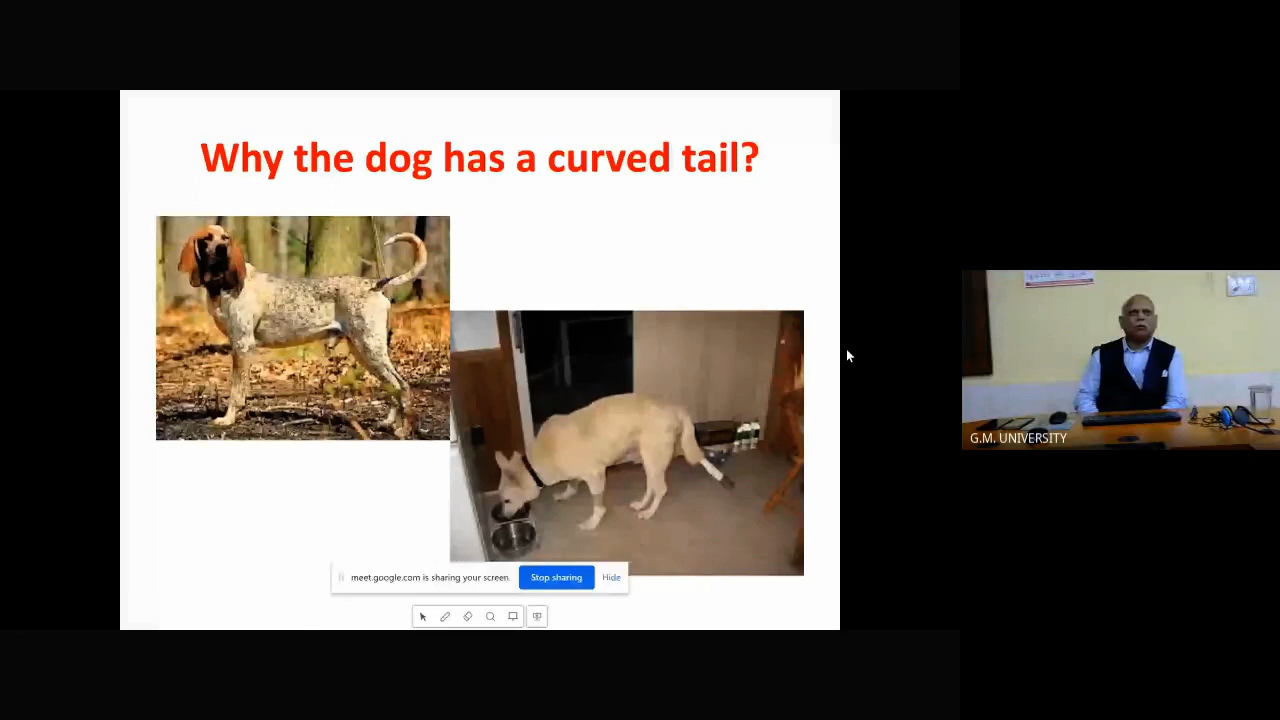 Why the dog has a curved tail?
meet.google.com is sharing your screen.
Stop sharing
Hide
G.M. UNIVERSITY